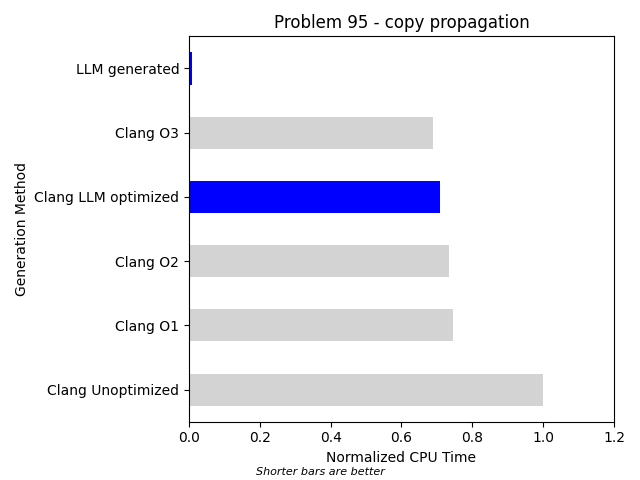 Problem 95 - copy propagation
LLM generated
Clang O3
Clang LLM optimized
Clang O2
Clang O1
Clang Unoptimized
Generation Method
0.0 0.2 0.4 0.6 0.8 1.0 1.2
Normalized CPU Time
Shorter bars are better